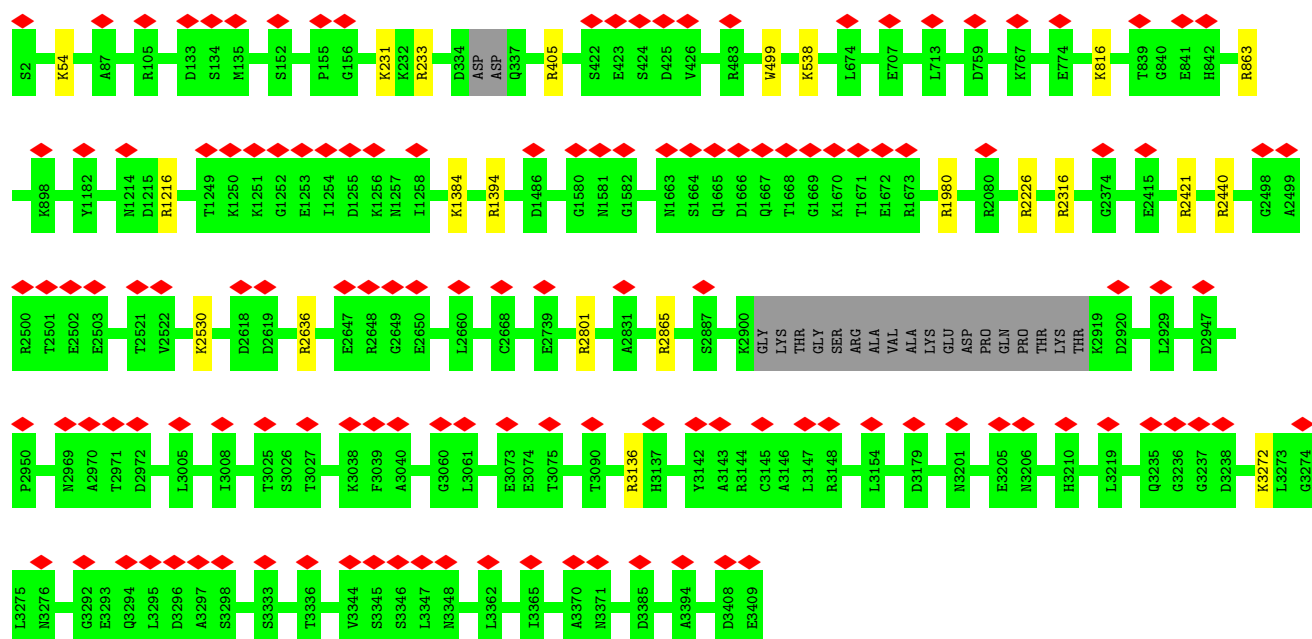 S2 K54 A87 R105 D133 S134 M135 S152 P155 G156 K231 K232 R233 D334 ASP ASP Q337 R405 S422 E423 S424 D425 V426 R483 W499 K538 L674 E707 L713 D759 K767 E774 K816 T839 G840 E841 H842 R863
K898 Y1182 N1214 D1215 R1216 T1249 K1250 K1251 G1252 E1253 I1254 D1255 K1256 N1257 I1258 K1384 R1394 D1486 G1580 N1581 G1582 N1663 S1664 Q1665 D1666 Q1667 T1668 G1669 K1670 T1671 E1672 R1673 R1980 R2080 R2226 R2316 G2374 E2415 R2421 R2440 G2498 A2499
R2500 T2501 E2502 E2503 T2521 V2522 K2530 D2618 D2619 R2636 E2647 R2648 G2649 E2650 L2660 C2668 E2739 R2801 A2831 R2865 S2887 K2900 GLY LYS THR GLY SER ARG ALA VAL ALA LYS GLU ASP PRO GLN PRO THR LYS THR K2919 D2920 L2929 D2947
P2950 N2969 A2970 T2971 D2972 L3005 I3008 T3025 S3026 T3027 K3038 F3039 A3040 G3060 L3061 E3073 E3074 T3075 T3090 R3136 H3137 Y3142 A3143 R3144 C3145 A3146 L3147 R3148 L3154 D3179 N3201 E3205 N3206 H3210 L3219 Q3235 G3236 G3237 D3238 K3272 L3273 G3274
L3275 N3276 G3292 E3293 Q3294 L3295 D3296 A3297 S3298 S3333 T3336 V3344 S3345 S3346 L3347 N3348 L3362 I3365 A3370 N3371 D3385 A3394 D3408 E3409